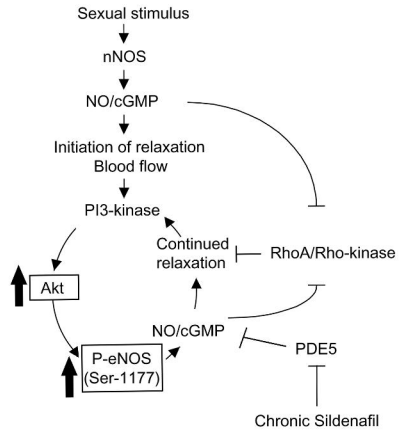 Sexual stimulus
nNOS
NO/cGMP
Initiation of relaxation
Blood flow
PI3-kinase
Continued
relaxation
RhoA/Rho-kinase
Akt
NO/cGMP
P-eNOS
(Ser-1177)
PDE5
Chronic Sildenafil